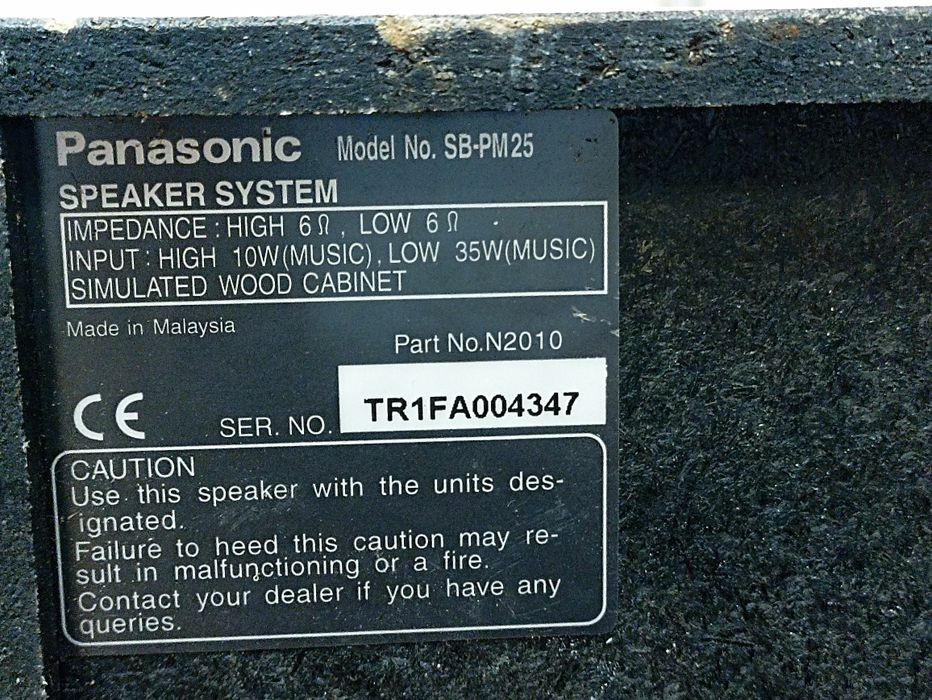 Panasonic Model No. SB-PM25
SPEAKER SYSTEM
IMPEDANCE : HIGH 6Ω , LOW 6Ω
INPUT : HIGH 10W(MUSIC) , LOW 35W(MUSIC)
SIMULATED WOOD CABINET
Made in Malaysia
Part No.N2010
CE
SER. NO. TR1FA004347
CAUTION
Use this speaker with the units des-
ignated.
Failure to heed this caution may re-
sult in malfunctioning or a fire.
Contact your dealer if you have any
queries.